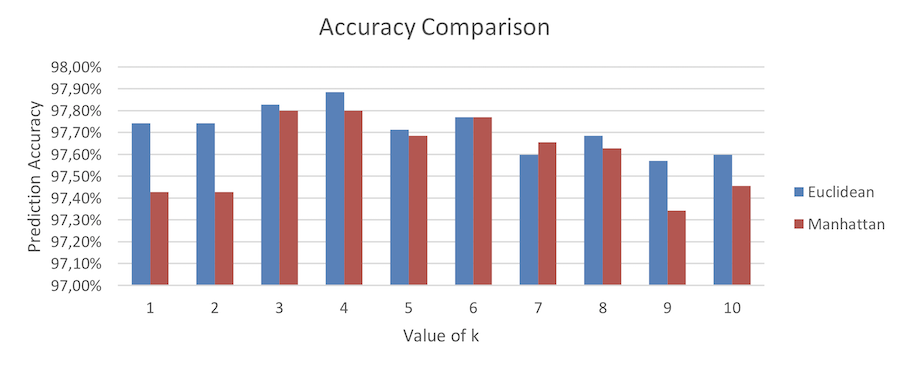 Accuracy Comparison
98,00%
97,90%
97,80%
97,70%
97,60%
97,50%
97,40%
97,30%
97,20%
97,10%
97,00%
Prediction Accuracy
1 2 3 4 5 6 7 8 9 10
Value of k
Euclidean
Manhattan